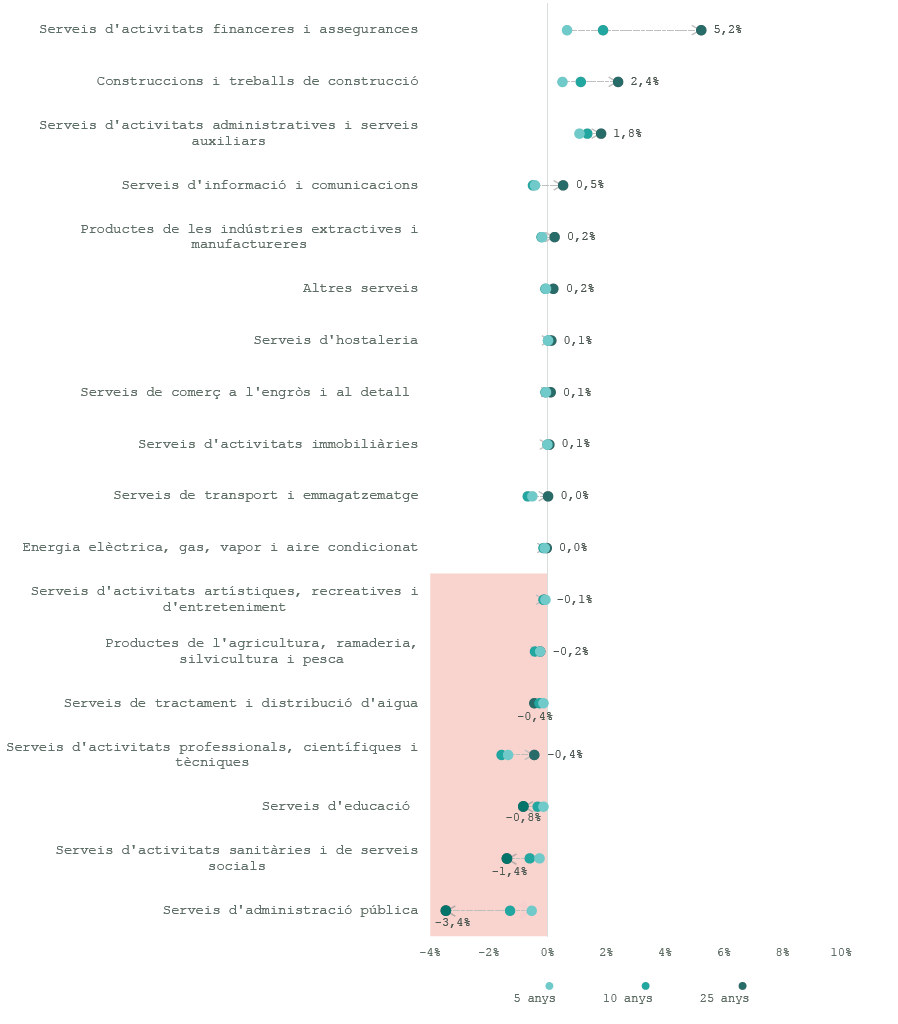 Serveis d'activitats financeres i assegurances
5,2%
Construccions i treballs de construcció
2,4%
Serveis d'activitats administratives i serveis
auxiliars
1,8%
Serveis d'informació i comunicacions
0,5%
Productes de les indústries extractives i
manufactureres
0,2%
Altres serveis
0,2%
Serveis d'hostaleria
0,1%
Serveis de comerç a l'engròs i al detall
0,1%
Serveis d'activitats immobiliàries
0,1%
Serveis de transport i emmagatzematge
0,0%
Energia elèctrica, gas, vapor i aire condicionat
0,0%
Serveis d'activitats artístiques, recreatives i
d'entreteniment
-0,1%
Productes de l'agricultura, ramaderia,
silvicultura i pesca
-0,2%
Serveis de tractament i distribució d'aigua
-0,4%
Serveis d'activitats professionals, científiques i
tècniques
-0,4%
Serveis d'educació
-0,8%
Serveis d'activitats sanitàries i de serveis
socials
-1,4%
Serveis d'administració pública
-3,4%
-4% -2% 0% 2% 4% 6% 8% 10%
5 anys 10 anys 25 anys